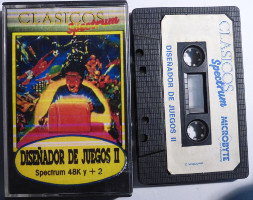 CLASICOS
Spectrum
DISEÑADOR DE JUEGOS II
Spectrum 48K y + 2
CLASICOS
Spectrum
MICROBYTE
DISEÑADOR DE JUEGOS II